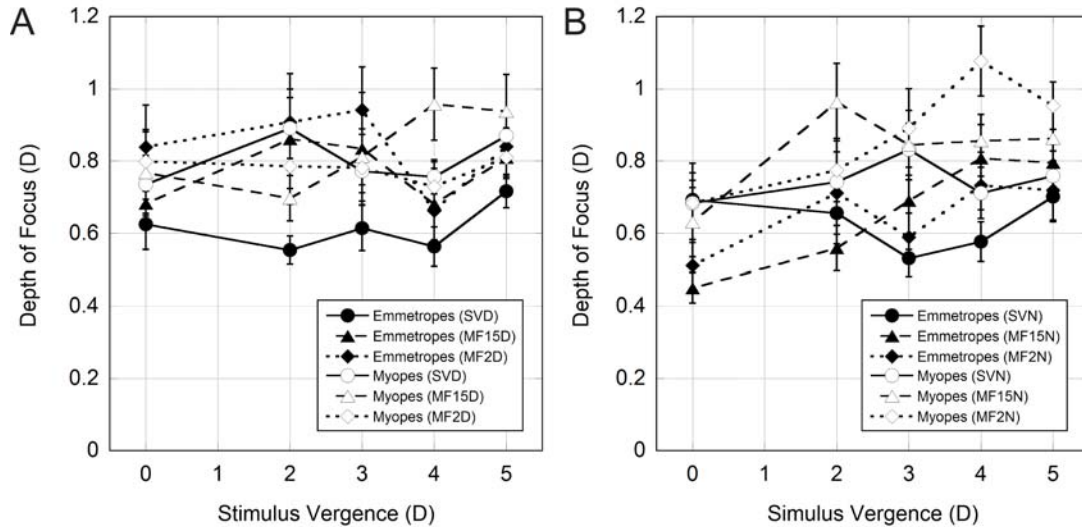 A
1.2
1
0.8
0.6
0.4
0.2
0
Depth of Focus (D)
Emmetropes (SVD)
Emmetropes (MF15D)
Emmetropes (MF2D)
Myopes (SVD)
Myopes (MF15D)
Myopes (MF2D)
0 1 2 3 4 5
Stimulus Vergence (D)
B
1.2
1
0.8
0.6
0.4
0.2
0
Depth of Focus (D)
Emmetropes (SVN)
Emmetropes (MF15N)
Emmetropes (MF2N)
Myopes (SVN)
Myopes (MF15N)
Myopes (MF2N)
0 1 2 3 4 5
Simulus Vergence (D)